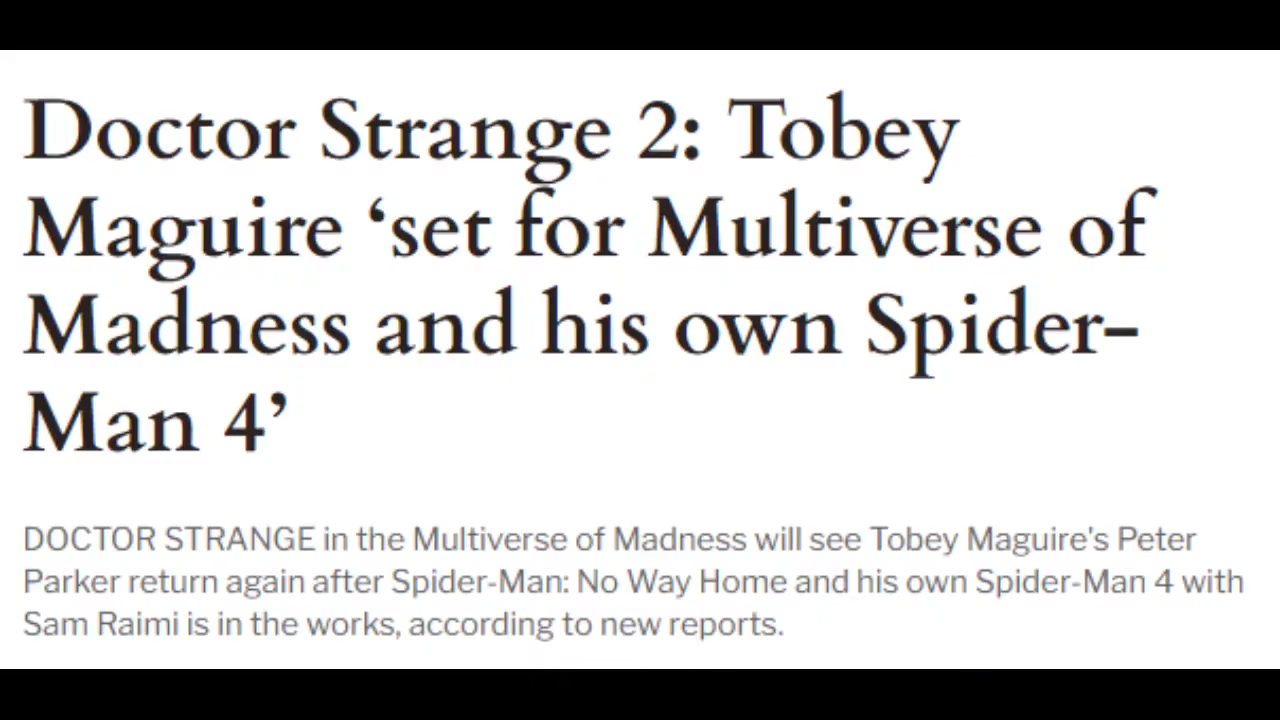 Doctor Strange 2: Tobey
Maguire ‘set for Multiverse of
Madness and his own Spider-
Man 4’
DOCTOR STRANGE in the Multiverse of Madness will see Tobey Maguire's Peter
Parker return again after Spider-Man: No Way Home and his own Spider-Man 4 with
Sam Raimi is in the works, according to new reports.